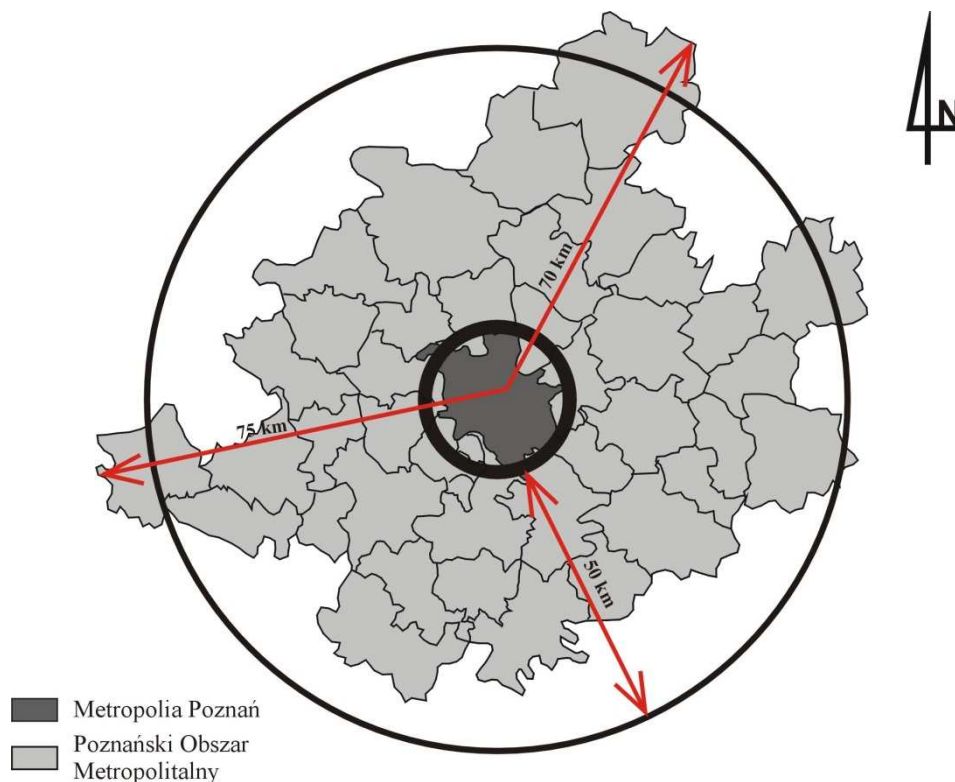 N
70 km
75 km
50 km
Metropolia Poznań
Poznański Obszar
Metropolitalny